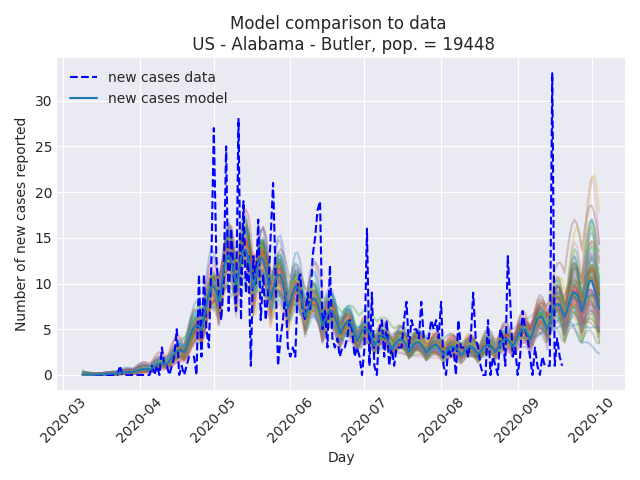 Model comparison to data
US - Alabama - Butler, pop. = 19448
new cases data
new cases model
Number of new cases reported
30
25
20
15
10
5
0
2020-03
2020-04
2020-05
2020-06
2020-07
2020-08
2020-09
2020-10
Day